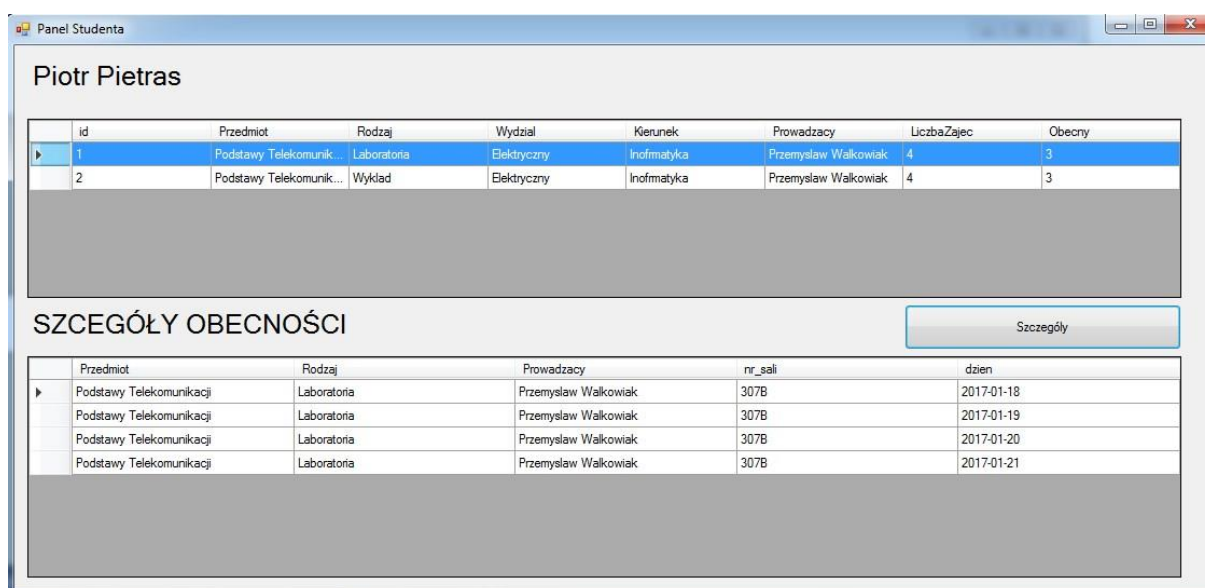 Panel Studenta
Piotr Pietras
id Przedmiot Rodzaj Wydzial Kierunek Prowadzacy LiczbaZajec Obecny
1 Podstawy Telekomunik... Laboratoria Elektryczny Inofrmatyka Przemyslaw Walkowiak 4 3
2 Podstawy Telekomunik... Wyklad Elektryczny Inofrmatyka Przemyslaw Walkowiak 4 3
SZCEGÓŁY OBECNOŚCI
Szczegóły
Przedmiot Rodzaj Prowadzacy nr_sali dzien
Podstawy Telekomunikacji Laboratoria Przemyslaw Walkowiak 307B 2017-01-18
Podstawy Telekomunikacji Laboratoria Przemyslaw Walkowiak 307B 2017-01-19
Podstawy Telekomunikacji Laboratoria Przemyslaw Walkowiak 307B 2017-01-20
Podstawy Telekomunikacji Laboratoria Przemyslaw Walkowiak 307B 2017-01-21